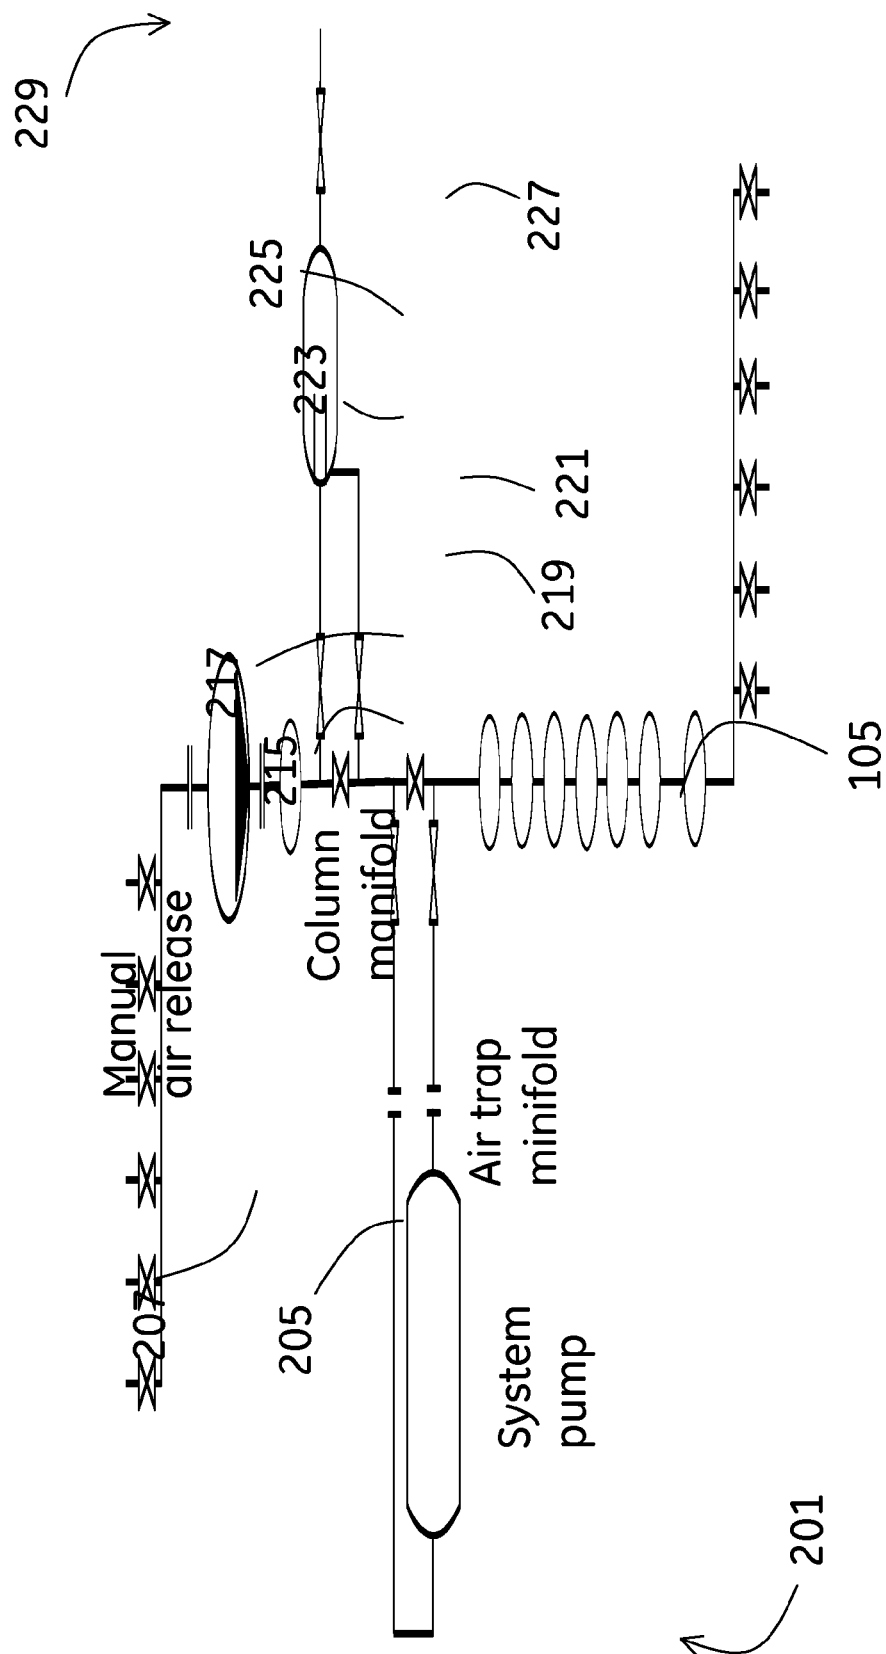 229
225
227
223
221
219
217
215
105
Column
manifold
Manual
air release
Air trap
minifold
207
205
System
pump
201